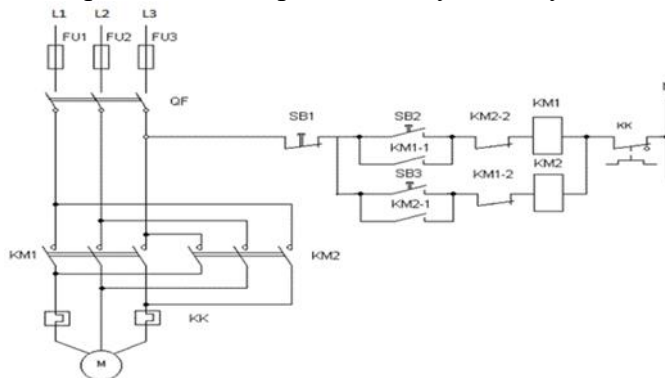 L1 L2 L3
FU1 FU2 FU3
QF
SB1
SB2 KM2-2 KM1 KK
KM1-1
SB3 KM1-2 KM2
KM2-1
KM1 KM2
KK
M